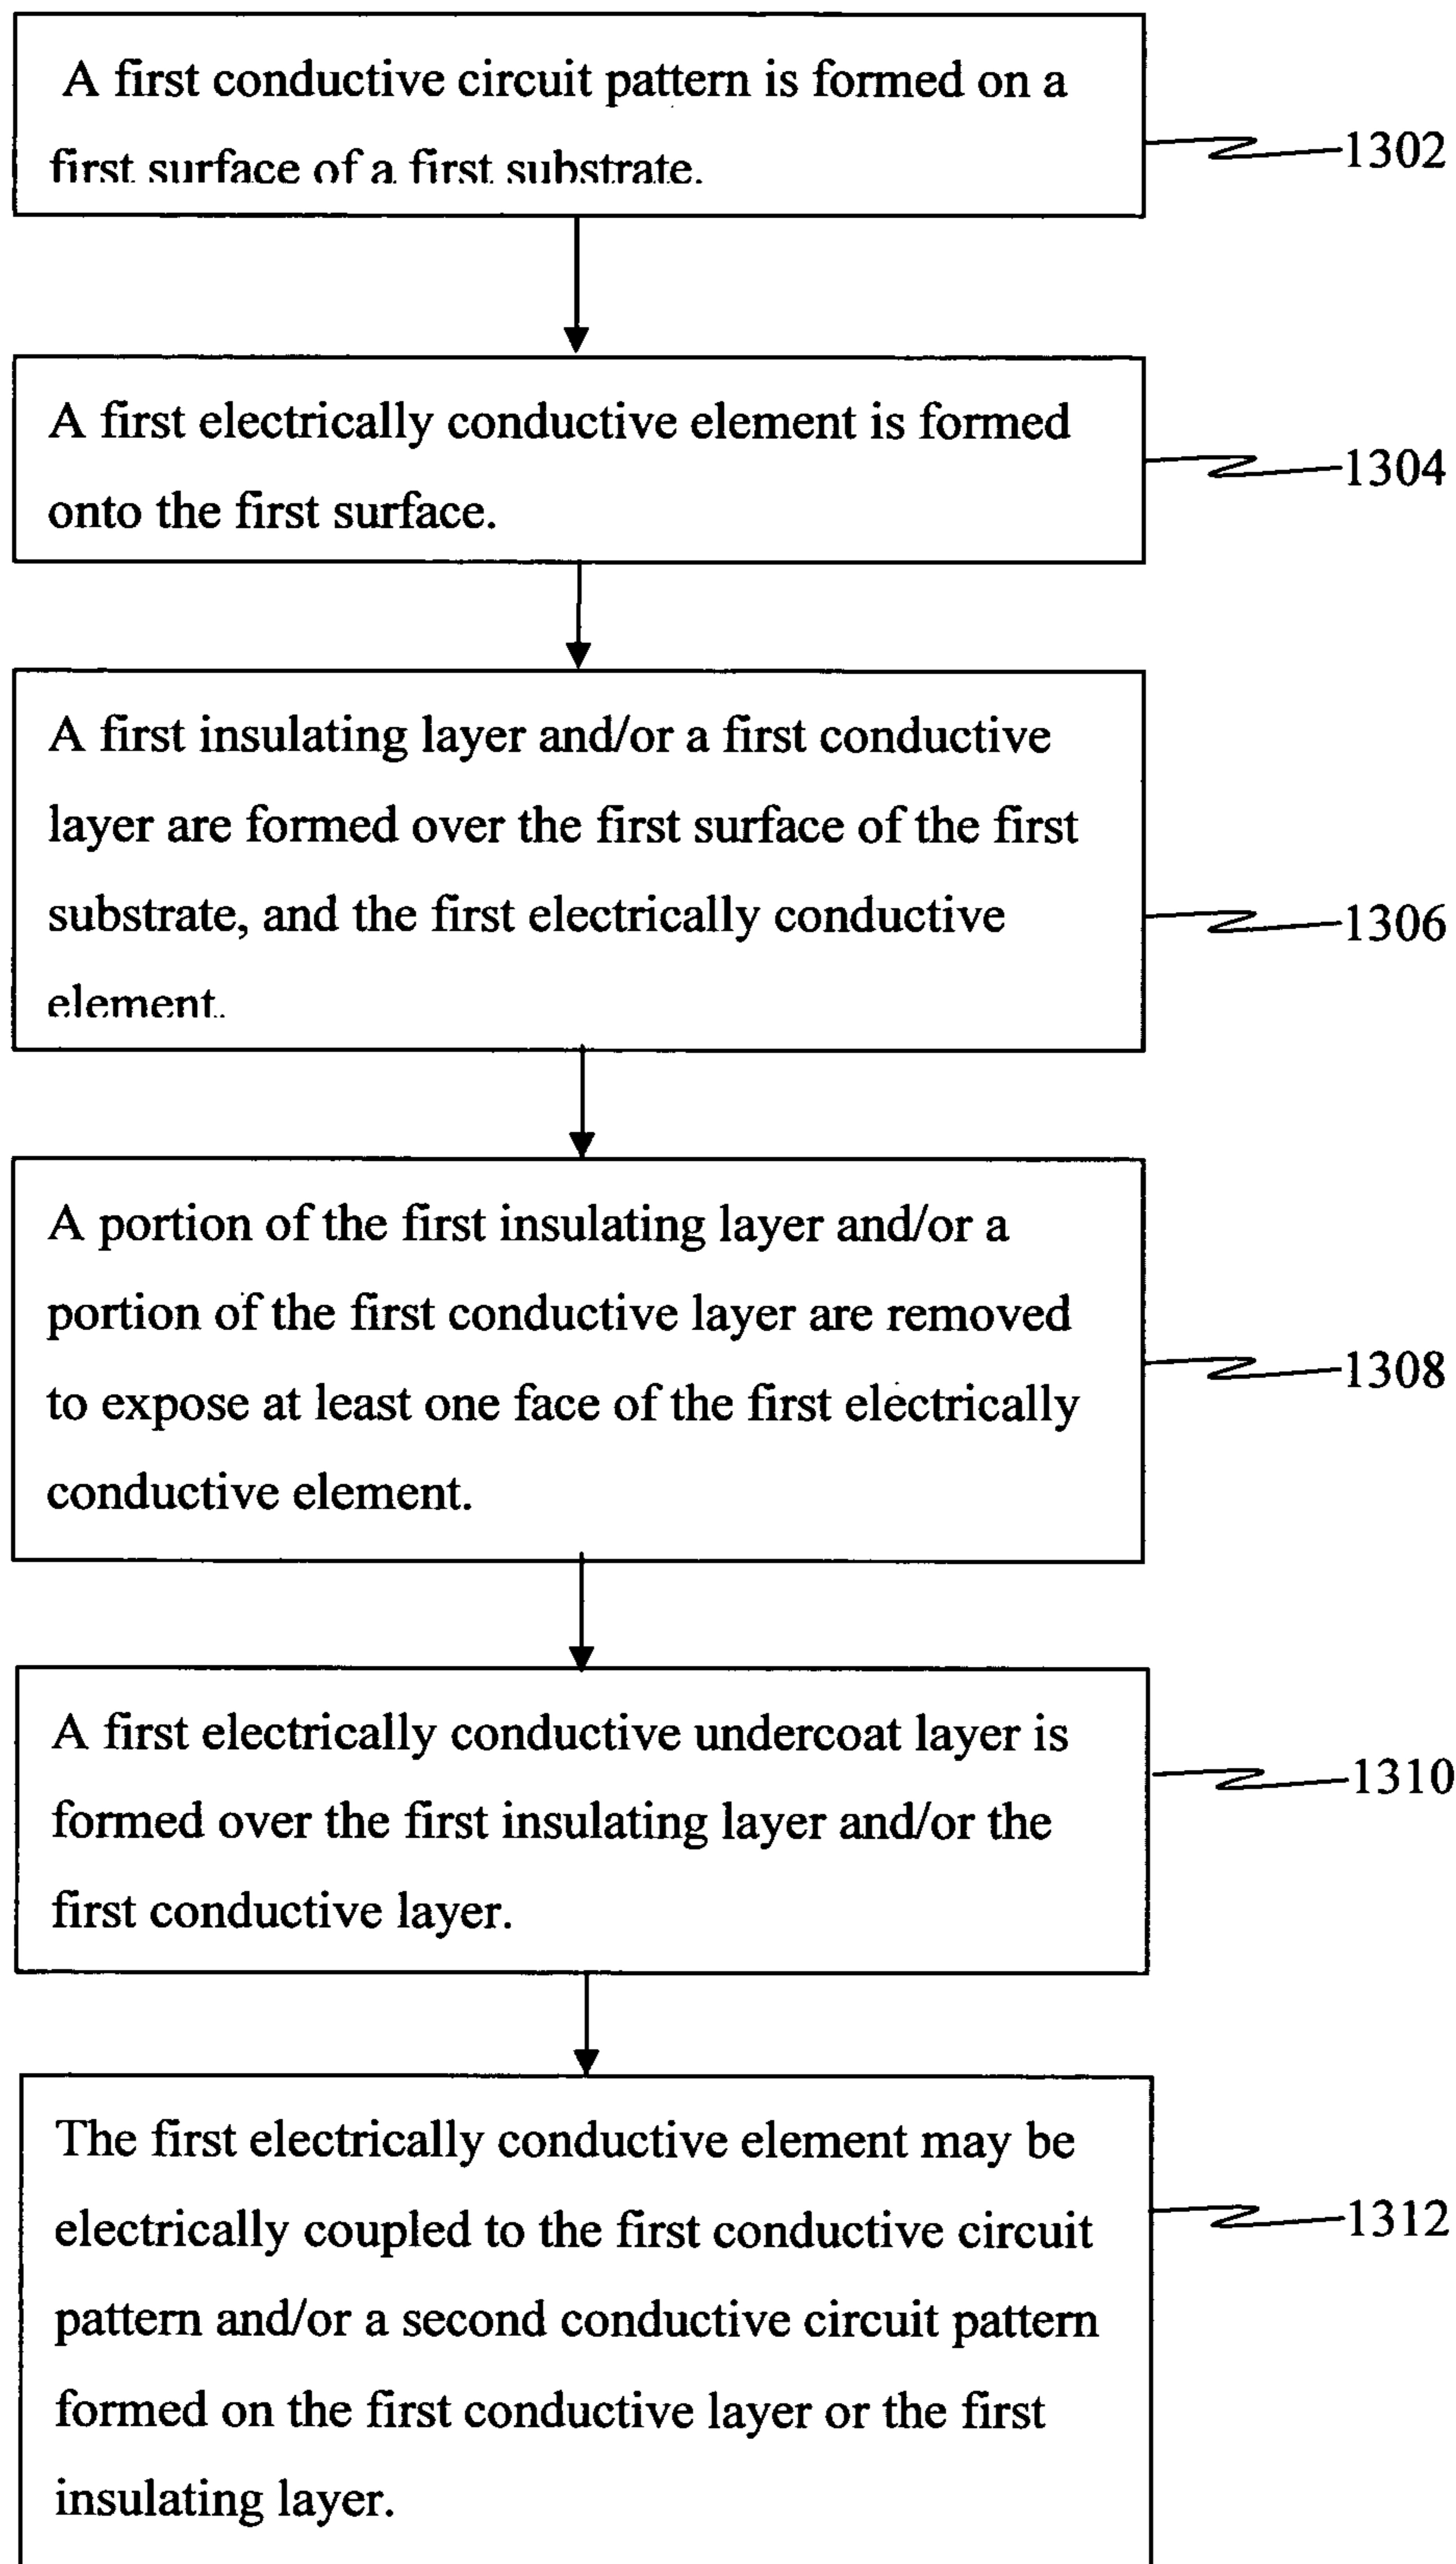 A first conductive circuit pattern is formed on a
first surface of a first substrate.
1302
A first electrically conductive element is formed
onto the first surface.
1304
A first insulating layer and/or a first conductive
layer are formed over the first surface of the first
substrate, and the first electrically conductive
element.
1306
A portion of the first insulating layer and/or a
portion of the first conductive layer are removed
to expose at least one face of the first electrically
conductive element.
1308
A first electrically conductive undercoat layer is
formed over the first insulating layer and/or the
first conductive layer.
1310
The first electrically conductive element may be
electrically coupled to the first conductive circuit
pattern and/or a second conductive circuit pattern
formed on the first conductive layer or the first
insulating layer.
1312